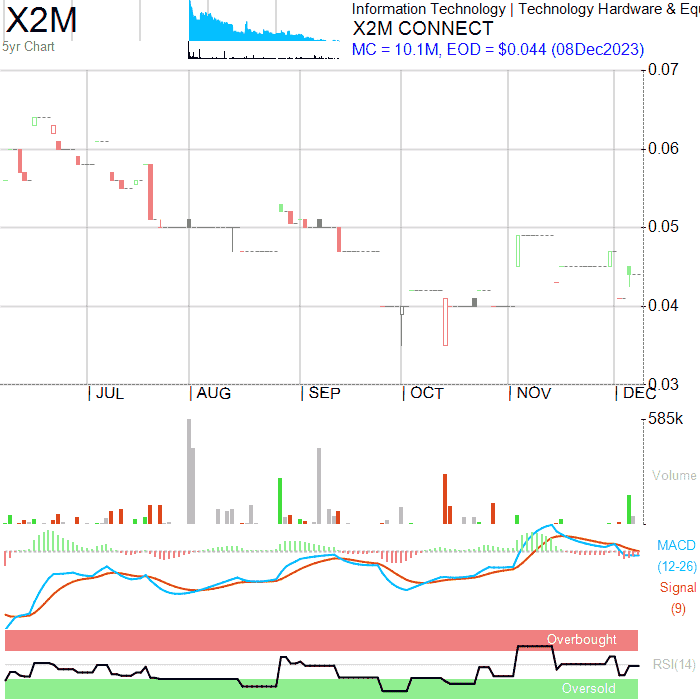 X2M
5yr Chart
Information Technology | Technology Hardware & Equ
X2M CONNECT
MC = 10.1M, EOD = $0.044 (08Dec2023)
0.07
0.06
0.05
0.04
0.03
JUL
AUG
SEP
OCT
NOV
DEC
585k
Volume
MACD
(12-26)
Signal
(9)
Overbought
RSI(14)
Oversold